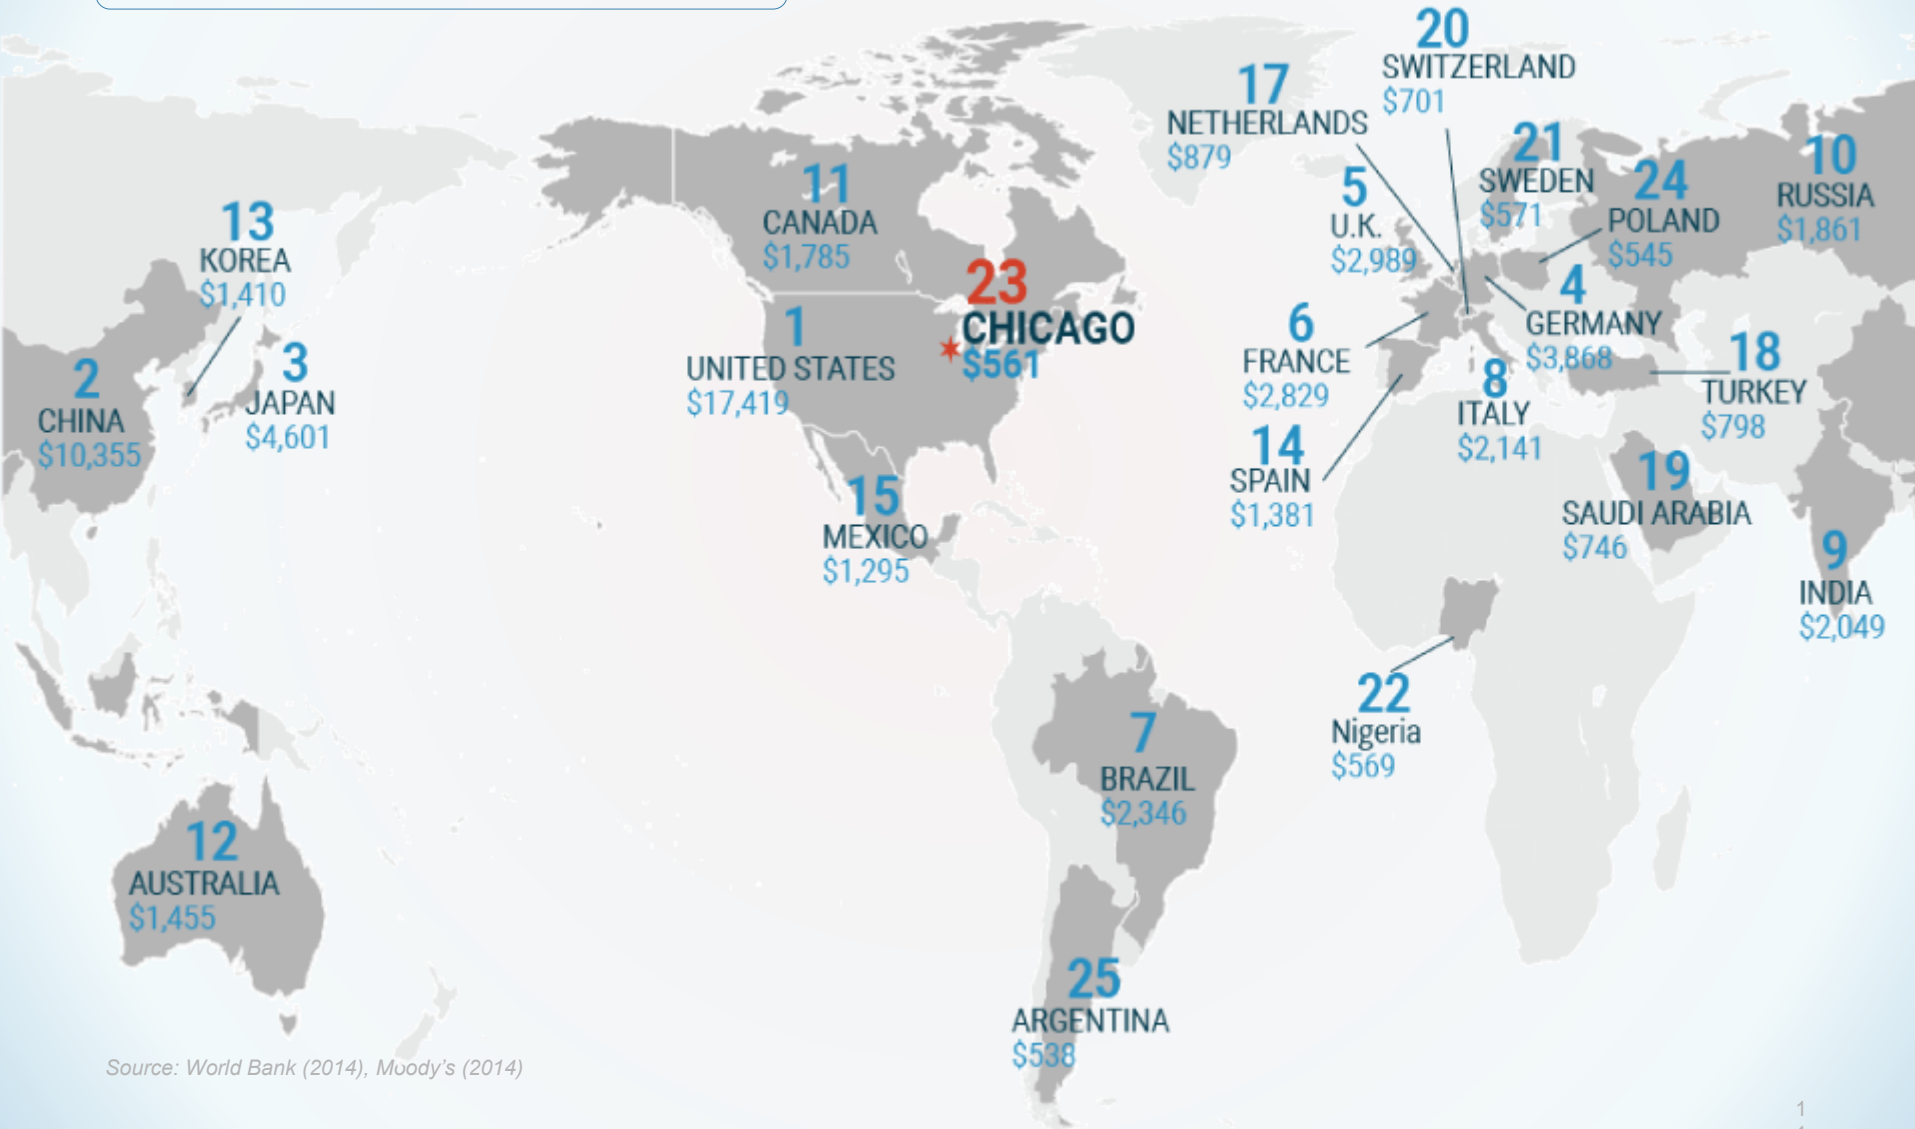 20
SWITZERLAND
$701
17
NETHERLANDS
$879
21
SWEDEN
$571
24
POLAND
$545
10
RUSSIA
$1,861
11
CANADA
$1,785
5
U.K.
$2,989
13
KOREA
$1,410
23
CHICAGO
$561
4
GERMANY
$3,868
1
UNITED STATES
$17,419
6
FRANCE
$2,829
18
TURKEY
$798
2
CHINA
$10,355
3
JAPAN
$4,601
8
ITALY
$2,141
14
SPAIN
$1,381
19
SAUDI ARABIA
$746
15
MEXICO
$1,295
9
INDIA
$2,049
22
Nigeria
$569
7
BRAZIL
$2,346
12
AUSTRALIA
$1,455
25
ARGENTINA
$538
Source: World Bank (2014), Moody's (2014)
1